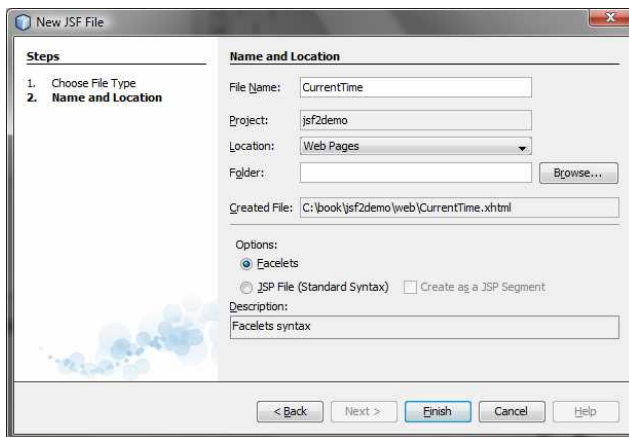 New JSF File
Steps
1. Choose File Type
2. Name and Location
Name and Location
File Name: CurrentTime
Project: jsf2demo
Location: Web Pages
Folder: Browse...
Created File: C:\book\jsf2demo\web\CurrentTime.xhtml
Options:
Facelets
JSP File (Standard Syntax) Create as a JSP Segment
Description:
Facelets syntax
< Back Next > Finish Cancel Help